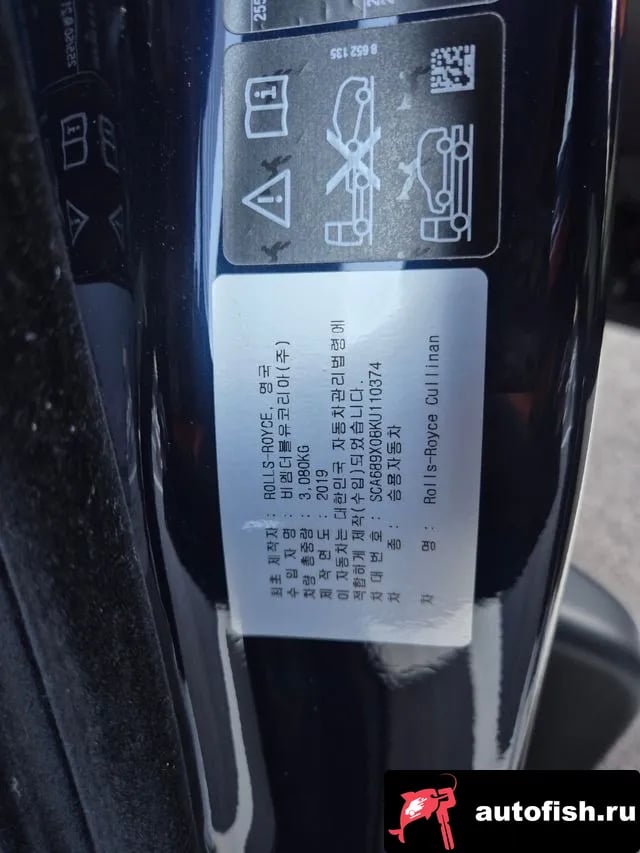 8 652 135
최초 제작자 : ROLLS-ROYCE, 영국
수 입 자 명 : 비엠더블유코리아(주)
차량 총중량 : 3,080KG
제 작 연 도 : 2019
이 자동차는 대한민국 자동차관리법령에
적합하게 제작(수입)되었습니다.
차 대 번 호 : SCA689X08KU110374
차 종 : 승용자동차
차 명 : Rolls-Royce Cullinan
autofish.ru